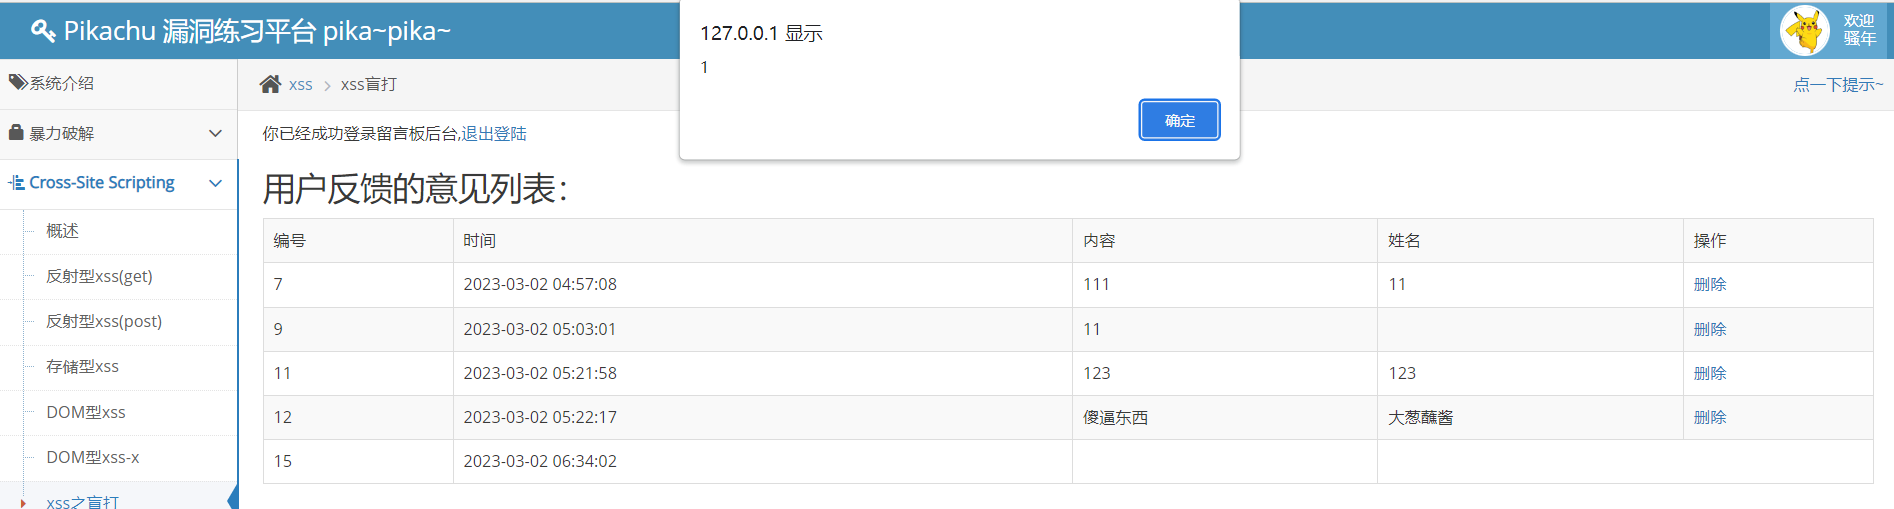 Pikachu 漏洞练习平台 pika~pika~
127.0.0.1 显示
1
确定
欢迎
骚年
系统介绍
xss
xss盲打
点一下提示~
暴力破解
你已经成功登录留言板后台,退出登陆
Cross-Site Scripting
概述
反射型xss(get)
反射型xss(post)
存储型xss
DOM型xss
DOM型xss-x
xss之盲打
用户反馈的意见列表：
编号 时间 内容 姓名 操作
7 2023-03-02 04:57:08 111 11 删除
9 2023-03-02 05:03:01 11 删除
11 2023-03-02 05:21:58 123 123 删除
12 2023-03-02 05:22:17 傻逼东西 大葱蘸酱 删除
15 2023-03-02 06:34:02